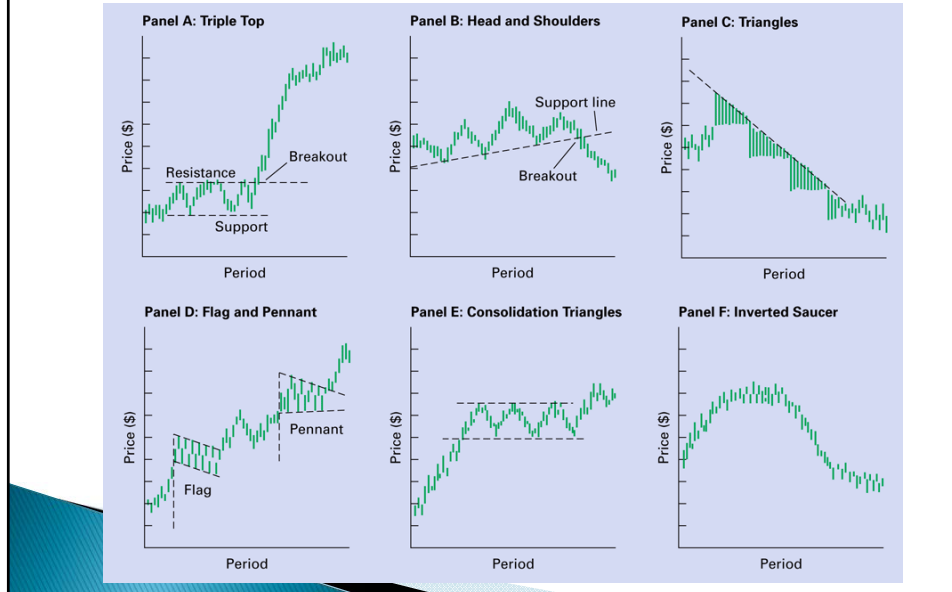 Panel A: Triple Top
Price ($)
Resistance
Breakout
Support
Period
Panel B: Head and Shoulders
Price ($)
Support line
Breakout
Period
Panel C: Triangles
Price ($)
Period
Panel D: Flag and Pennant
Price ($)
Flag
Pennant
Period
Panel E: Consolidation Triangles
Price ($)
Period
Panel F: Inverted Saucer
Price ($)
Period